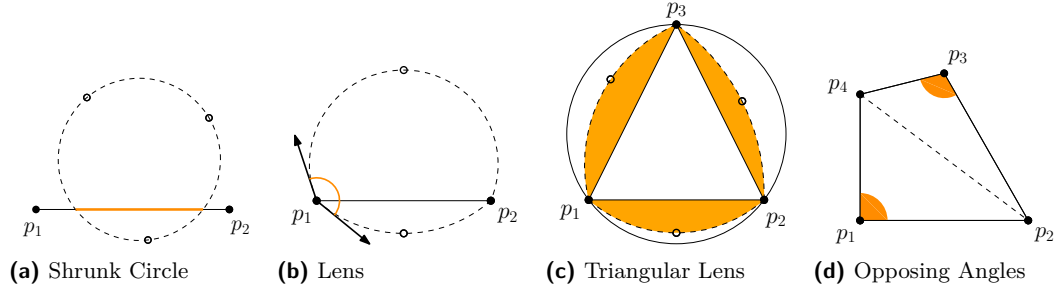 p1 p2
(a) Shrunk Circle
p1 p2
(b) Lens
p3
p1 p2
(c) Triangular Lens
p3
p4
p1 p2
(d) Opposing Angles